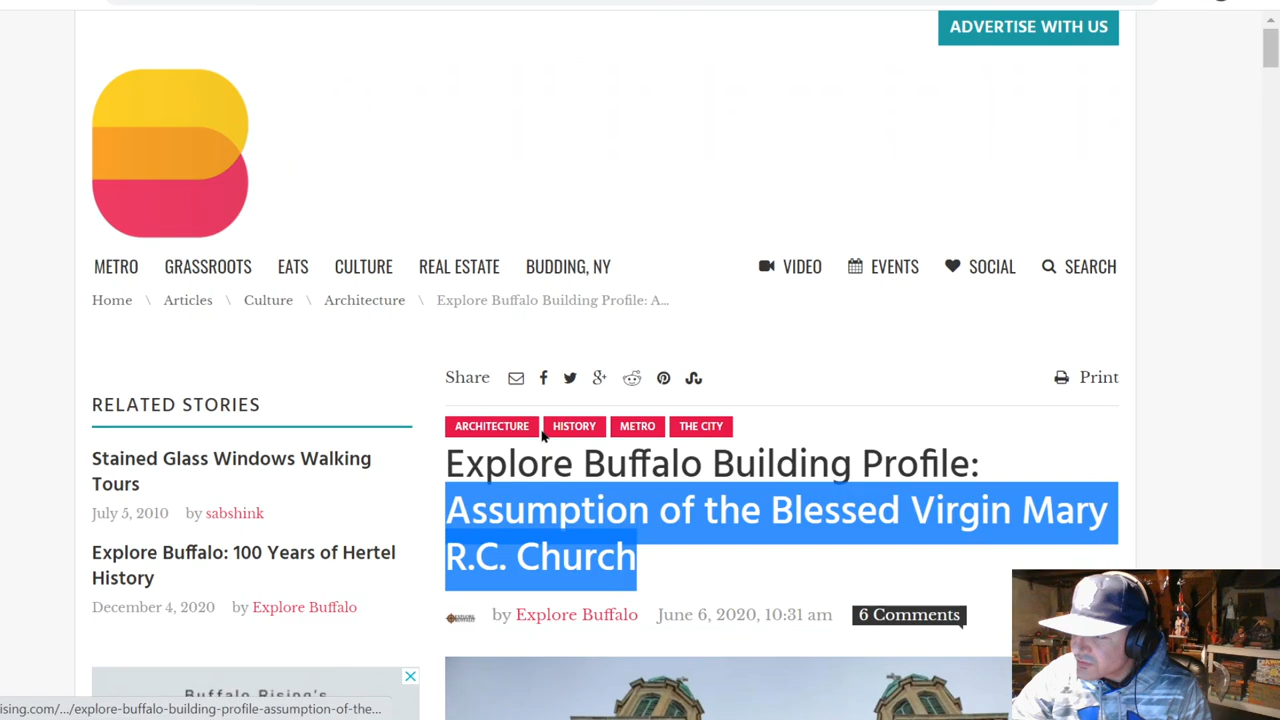 ADVERTISE WITH US
METRO GRASSROOTS EATS CULTURE REAL ESTATE BUDDING, NY VIDEO EVENTS SOCIAL SEARCH
Home \ Articles \ Culture \ Architecture \ Explore Buffalo Building Profile: A...
Share Print
RELATED STORIES
Stained Glass Windows Walking
Tours
July 5, 2010 by sabshink
Explore Buffalo: 100 Years of Hertel
History
December 4, 2020 by Explore Buffalo
Buffalo Rising's
ARCHITECTURE HISTORY METRO THE CITY
Explore Buffalo Building Profile:
Assumption of the Blessed Virgin Mary
R.C. Church
by Explore Buffalo June 6, 2020, 10:31 am 6 Comments
rising.com/.../explore-buffalo-building-profile-assumption-of-the...